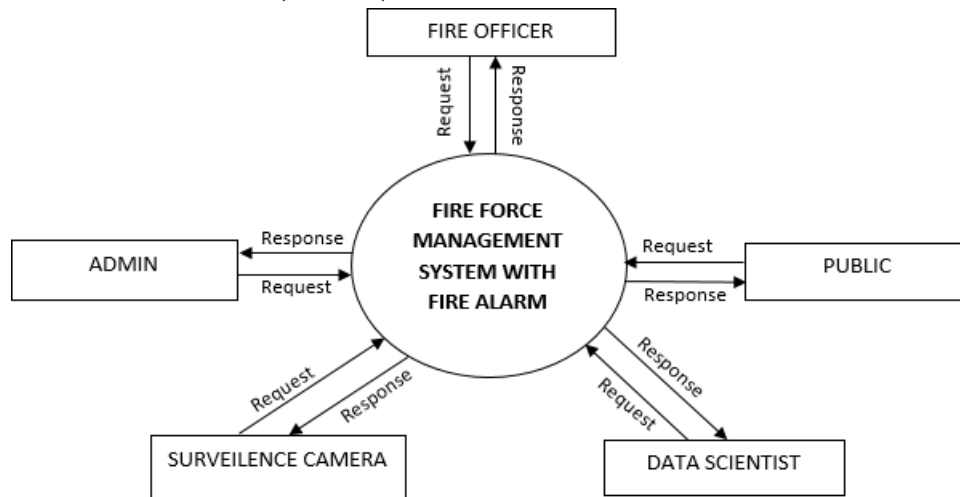 FIRE OFFICER
Request
Response
FIRE FORCE
MANAGEMENT
SYSTEM WITH
FIRE ALARM
ADMIN
Response
Request
Request
Response
PUBLIC
Request
Response
Response
Request
SURVEILENCE CAMERA
DATA SCIENTIST